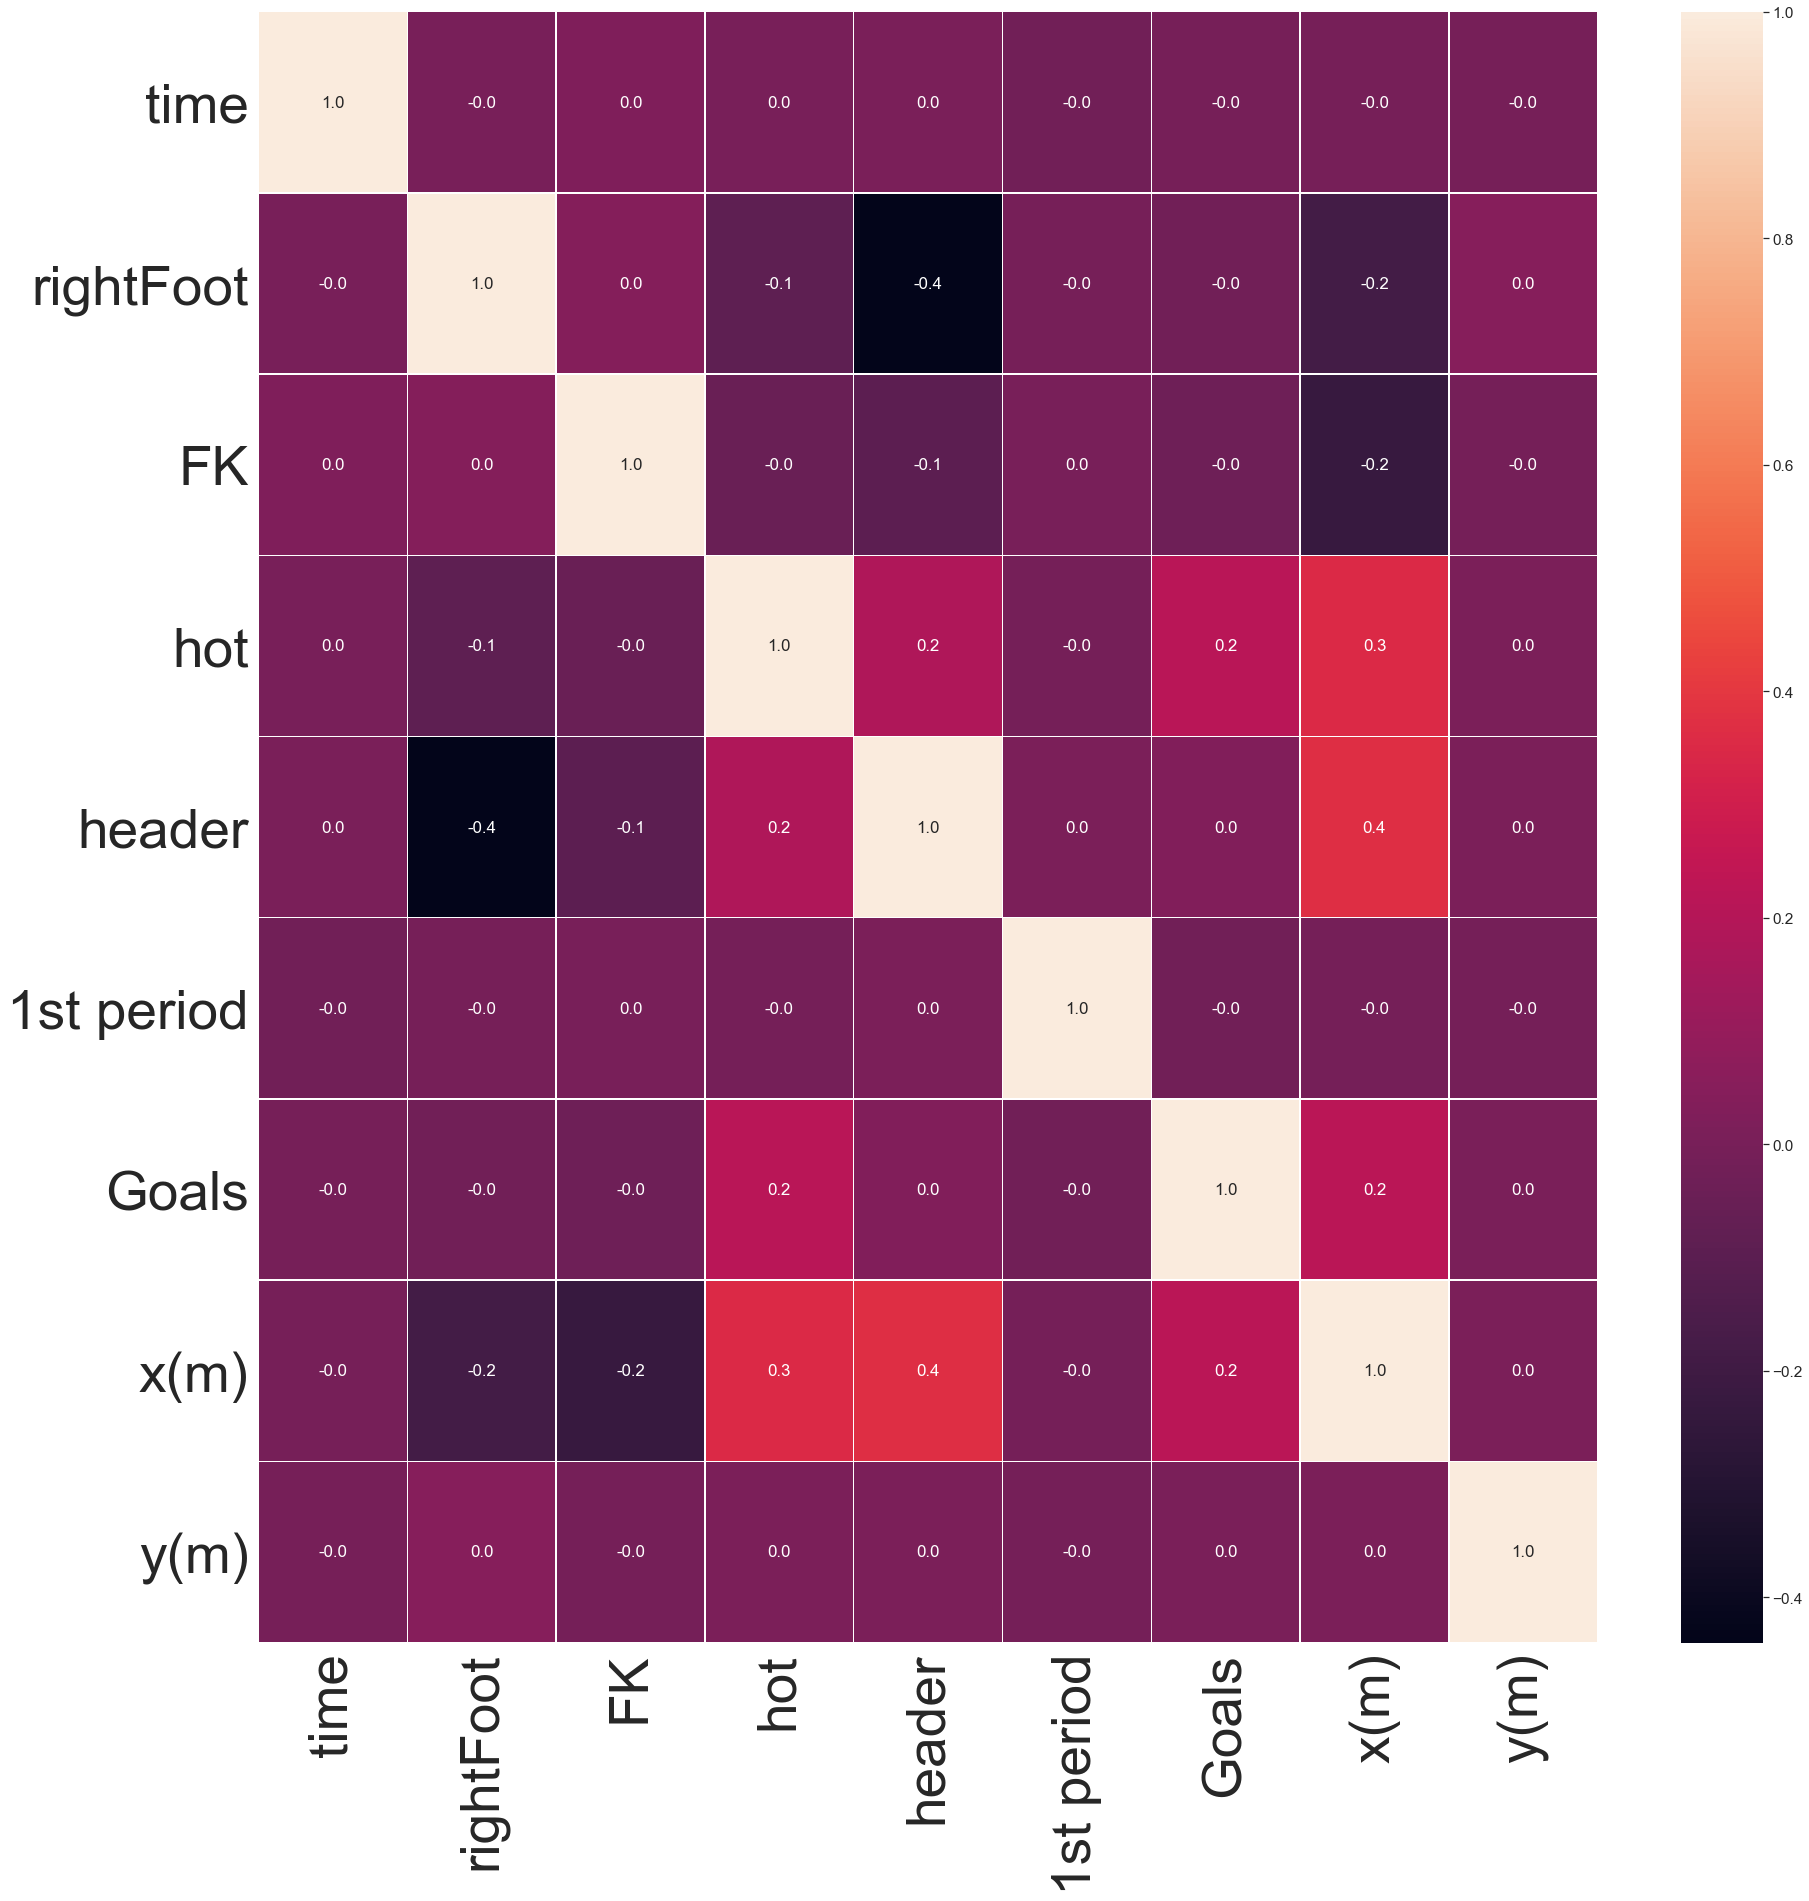 time 1.0 -0.0 0.0 0.0 0.0 -0.0 -0.0 -0.0 -0.0
rightFoot -0.0 1.0 0.0 -0.1 -0.4 -0.0 -0.0 -0.2 0.0
FK 0.0 0.0 1.0 -0.0 -0.1 0.0 -0.0 -0.2 -0.0
hot 0.0 -0.1 -0.0 1.0 0.2 -0.0 0.2 0.3 0.0
header 0.0 -0.4 -0.1 0.2 1.0 0.0 0.0 0.4 0.0
1st period -0.0 -0.0 0.0 -0.0 0.0 1.0 -0.0 -0.0 -0.0
Goals -0.0 -0.0 -0.0 0.2 0.0 -0.0 1.0 0.2 0.0
x(m) -0.0 -0.2 -0.2 0.3 0.4 -0.0 0.2 1.0 0.0
y(m) -0.0 0.0 -0.0 0.0 0.0 -0.0 0.0 0.0 1.0
time rightFoot FK hot header 1st period Goals x(m) y(m)
1.0
0.8
0.6
0.4
0.2
0.0
−0.2
−0.4